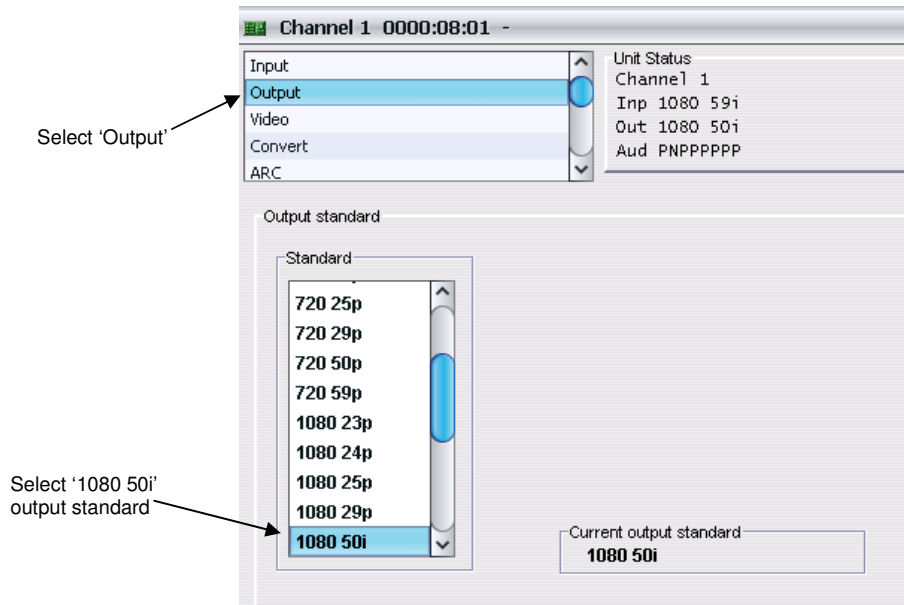 Channel 1 0000:08:01 -
Input
Output
Video
Convert
ARC
Unit Status
Channel 1
Inp 1080 59i
Out 1080 50i
Aud PNPPPPPP
Select ‘Output’
Output standard
Standard
720 25p
720 29p
720 50p
720 59p
1080 23p
1080 24p
1080 25p
1080 29p
1080 50i
Select ‘1080 50i’
output standard
Current output standard
1080 50i